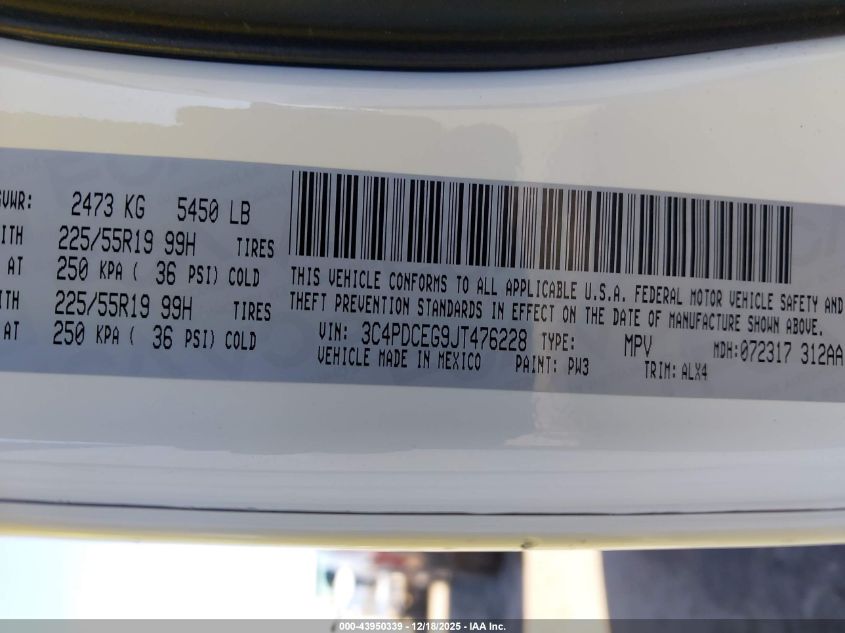 GVWR: 2473 KG 5450 LB
WITH 225/55R19 99H TIRES
AT 250 KPA ( 36 PSI) COLD
WITH 225/55R19 99H TIRES
AT 250 KPA ( 36 PSI) COLD
THIS VEHICLE CONFORMS TO ALL APPLICABLE U.S.A. FEDERAL MOTOR VEHICLE SAFETY AND
THEFT PREVENTION STANDARDS IN EFFECT ON THE DATE OF MANUFACTURE SHOWN ABOVE.
VIN: 3C4PDCEG9JT476228 TYPE: MPV MDH:072317 312AA
VEHICLE MADE IN MEXICO PAINT: PW3 TRIM: ALX4
000-43950339 - 12/18/2025 - IAA Inc.